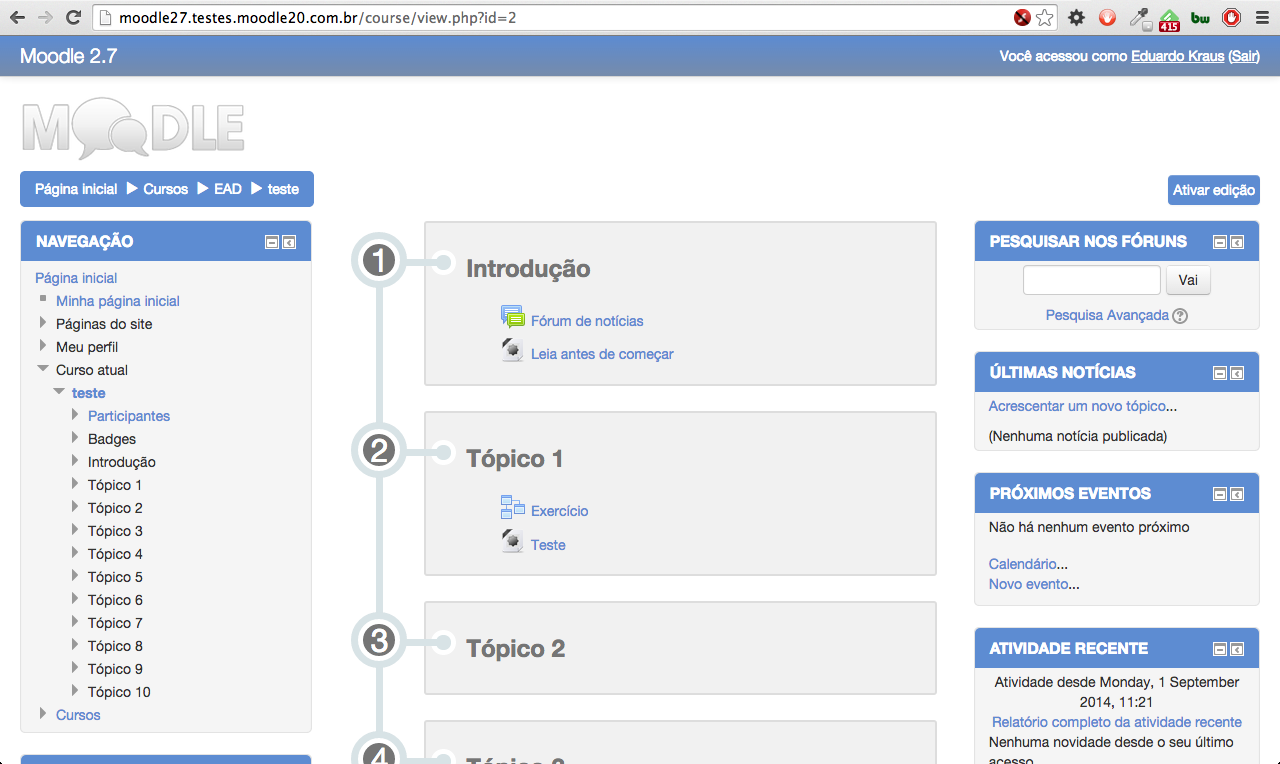 moodle27.testes.moodle20.com.br/course/view.php?id=2
415
bw
Moodle 2.7
Você acessou como Eduardo Kraus (Sair)
MOODLE
Página inicial
Cursos
EAD
teste
Ativar edição
NAVEGAÇÃO
Página inicial
Minha página inicial
Páginas do site
Meu perfil
Curso atual
teste
Participantes
Badges
Introdução
Tópico 1
Tópico 2
Tópico 3
Tópico 4
Tópico 5
Tópico 6
Tópico 7
Tópico 8
Tópico 9
Tópico 10
Cursos
1
Introdução
Fórum de notícias
Leia antes de começar
2
Tópico 1
Exercício
Teste
3
Tópico 2
4
Tópico 3
PESQUISAR NOS FÓRUNS
Vai
Pesquisa Avançada ?
ÚLTIMAS NOTÍCIAS
Acrescentar um novo tópico...
(Nenhuma notícia publicada)
PRÓXIMOS EVENTOS
Não há nenhum evento próximo
Calendário...
Novo evento...
ATIVIDADE RECENTE
Atividade desde Monday, 1 September
2014, 11:21
Relatório completo da atividade recente
Nenhuma novidade desde o seu último
acesso